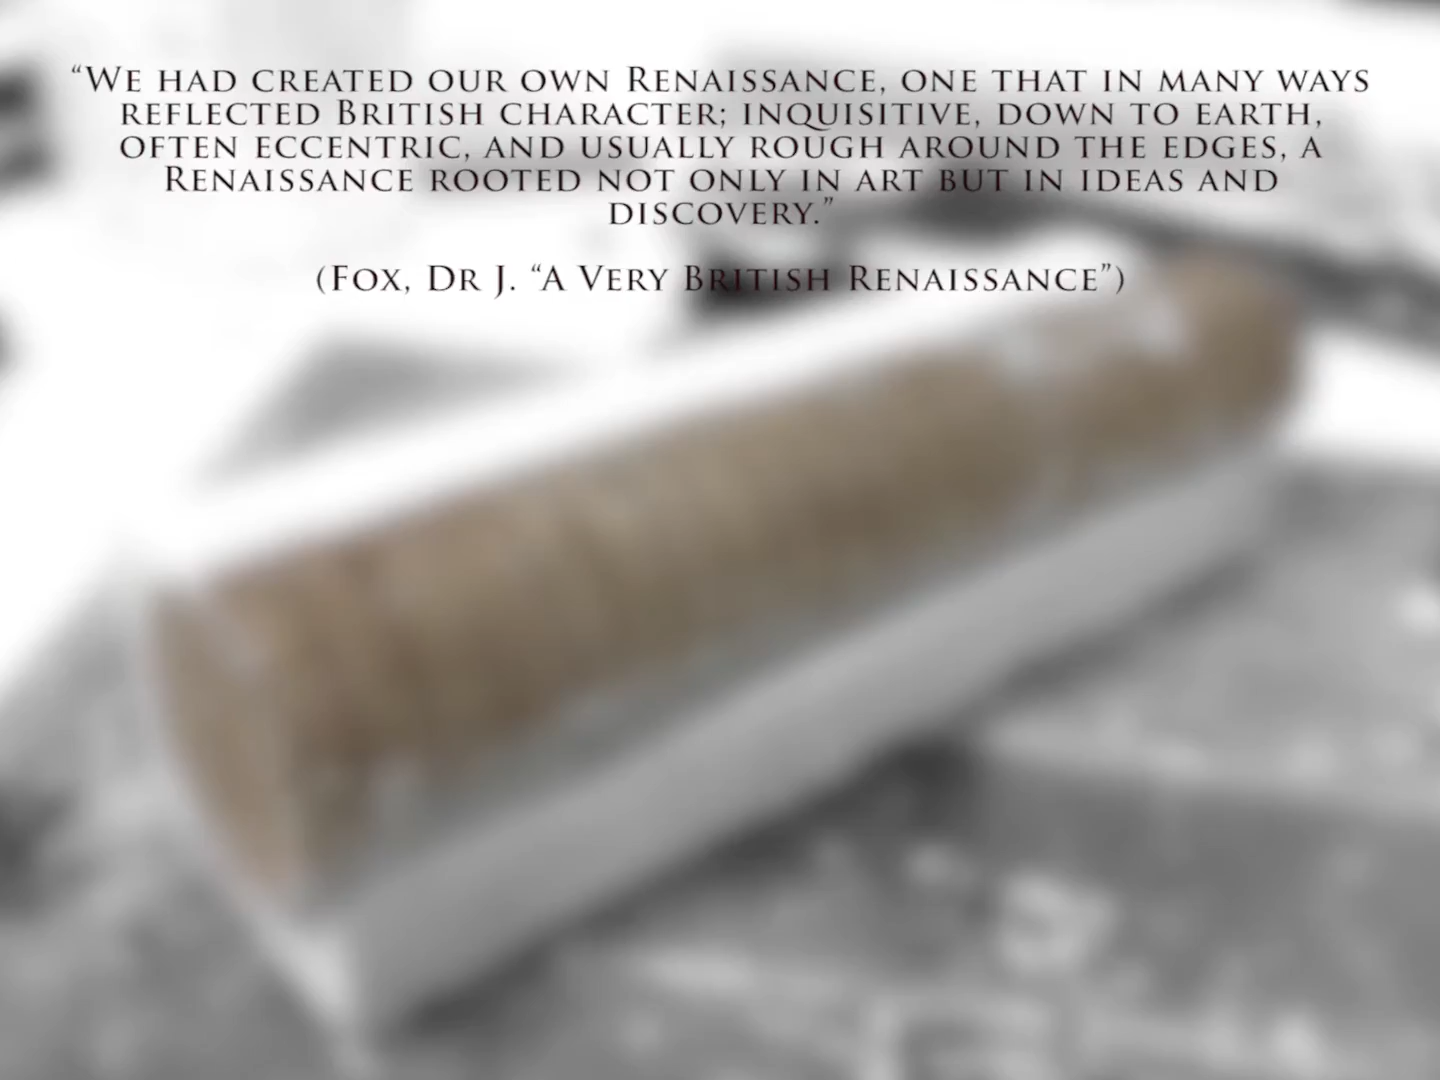 “We had created our own Renaissance, one that in many ways
reflected British character; inquisitive, down to earth,
often eccentric, and usually rough around the edges, a
Renaissance rooted not only in art but in ideas and
discovery.”
(Fox, Dr J. “A Very British Renaissance”)